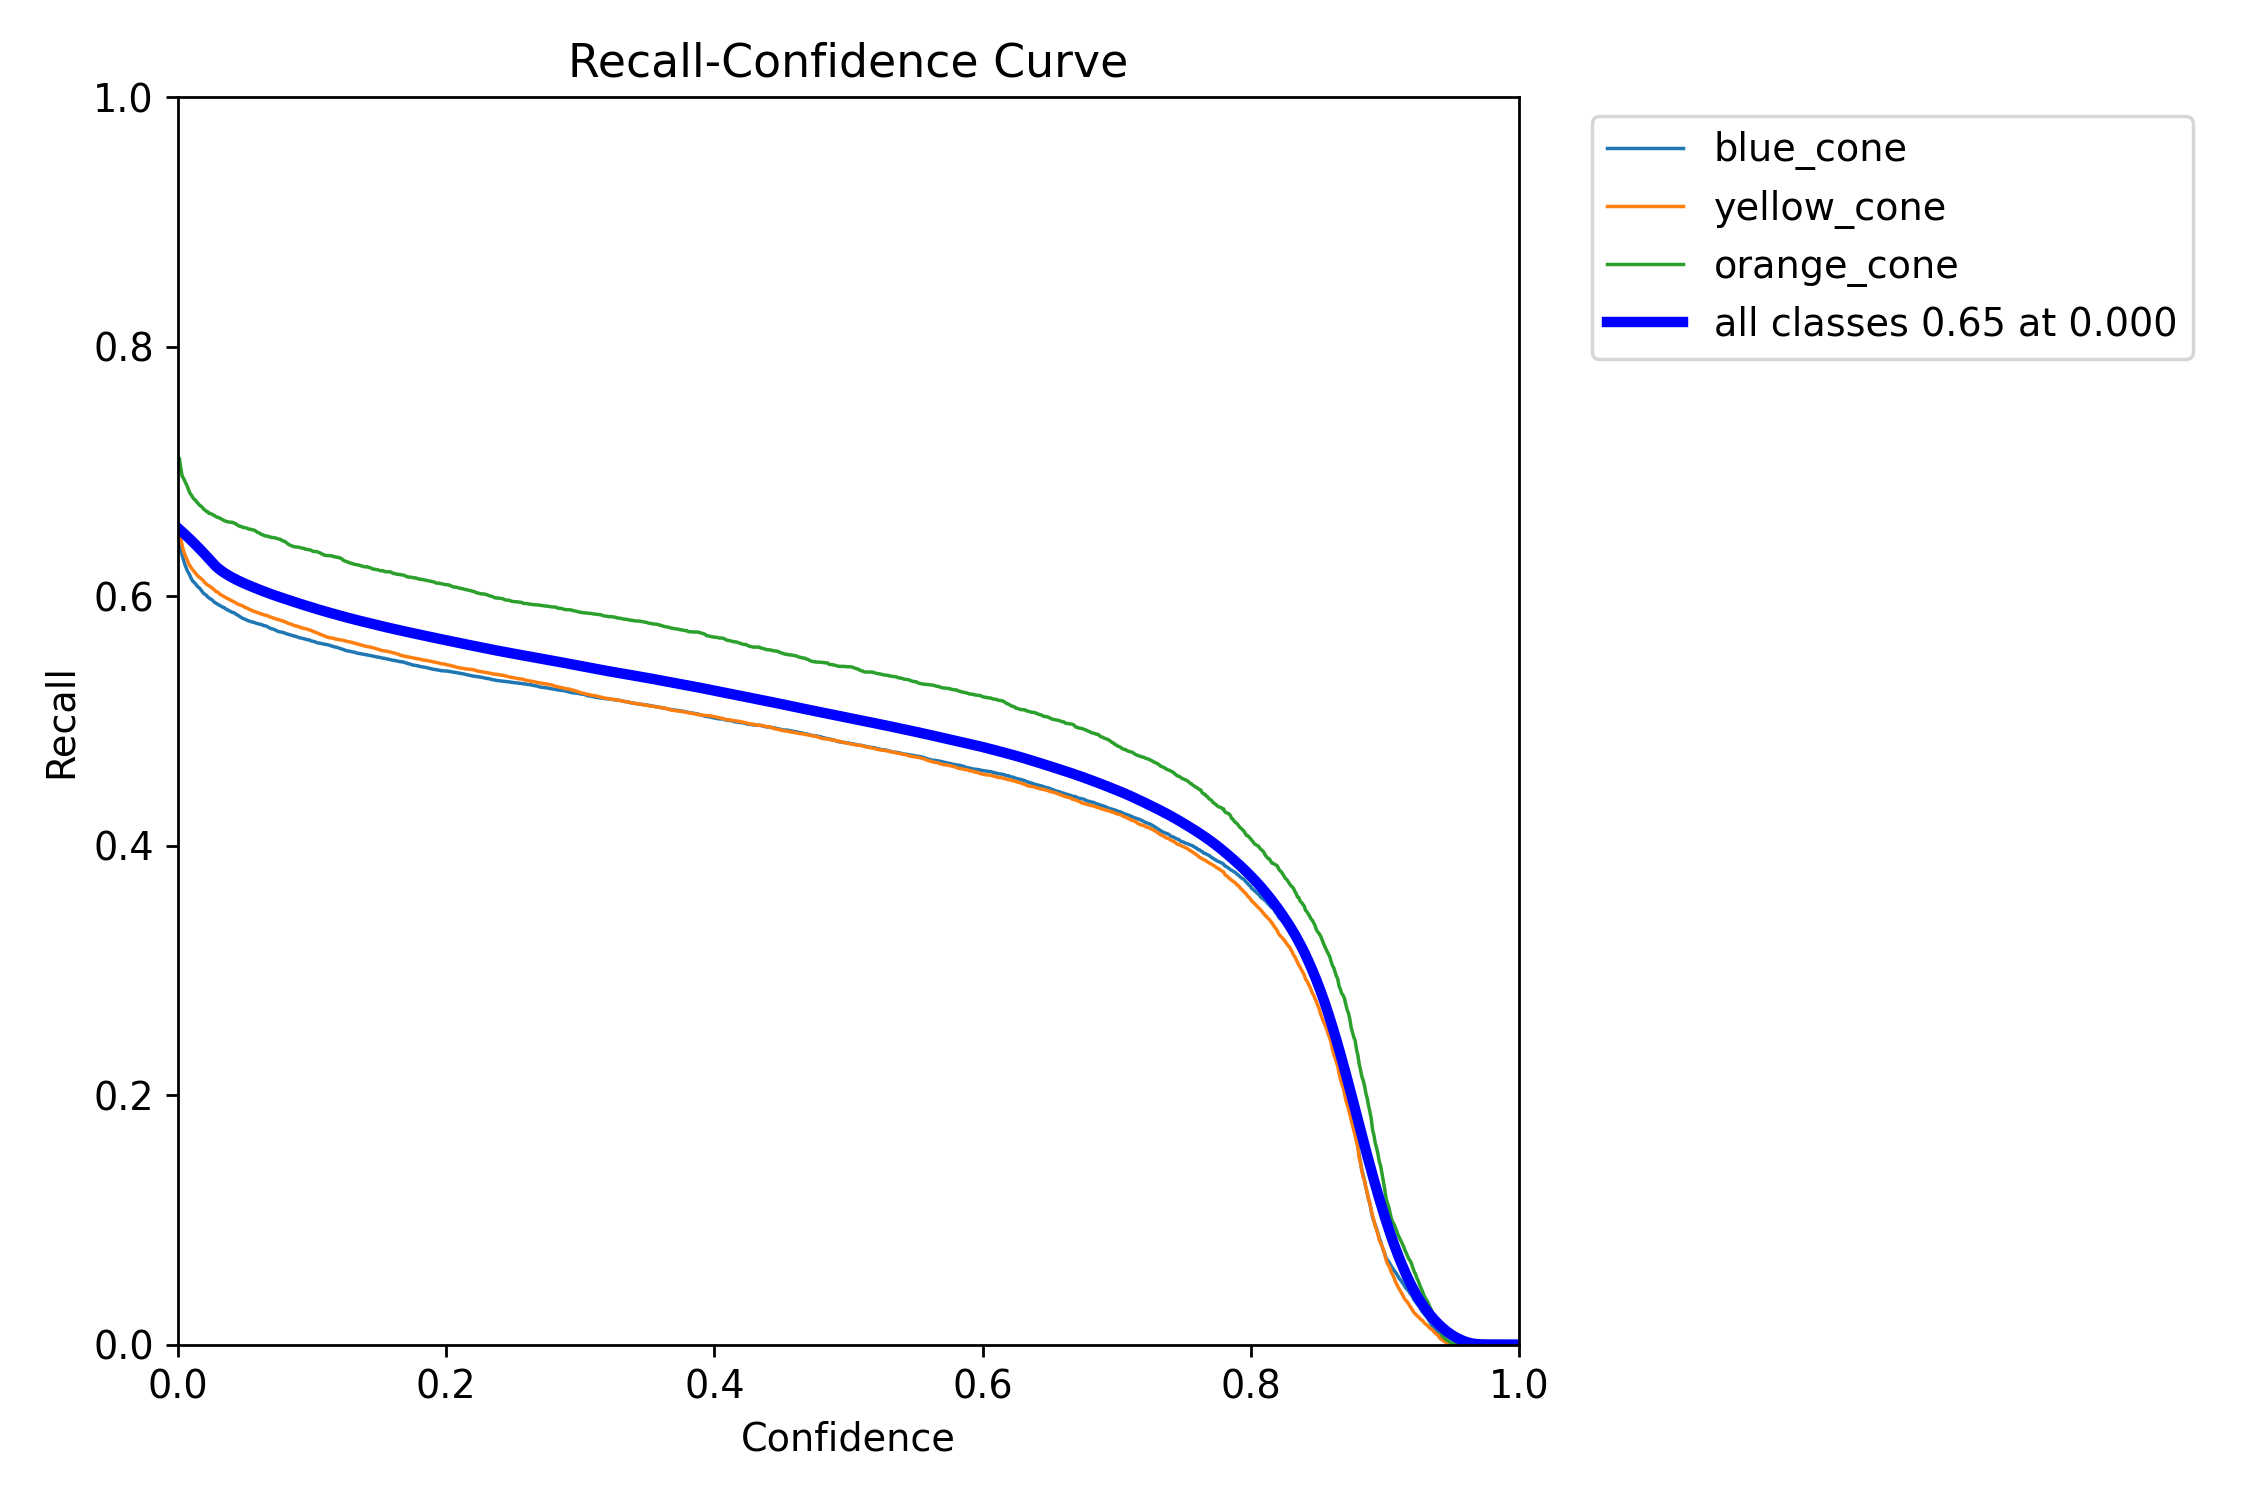 Recall-Confidence Curve
1.0
0.8
0.6
0.4
0.2
0.0
0.0 0.2 0.4 0.6 0.8 1.0
Recall
Confidence
blue_cone
yellow_cone
orange_cone
all classes 0.65 at 0.000